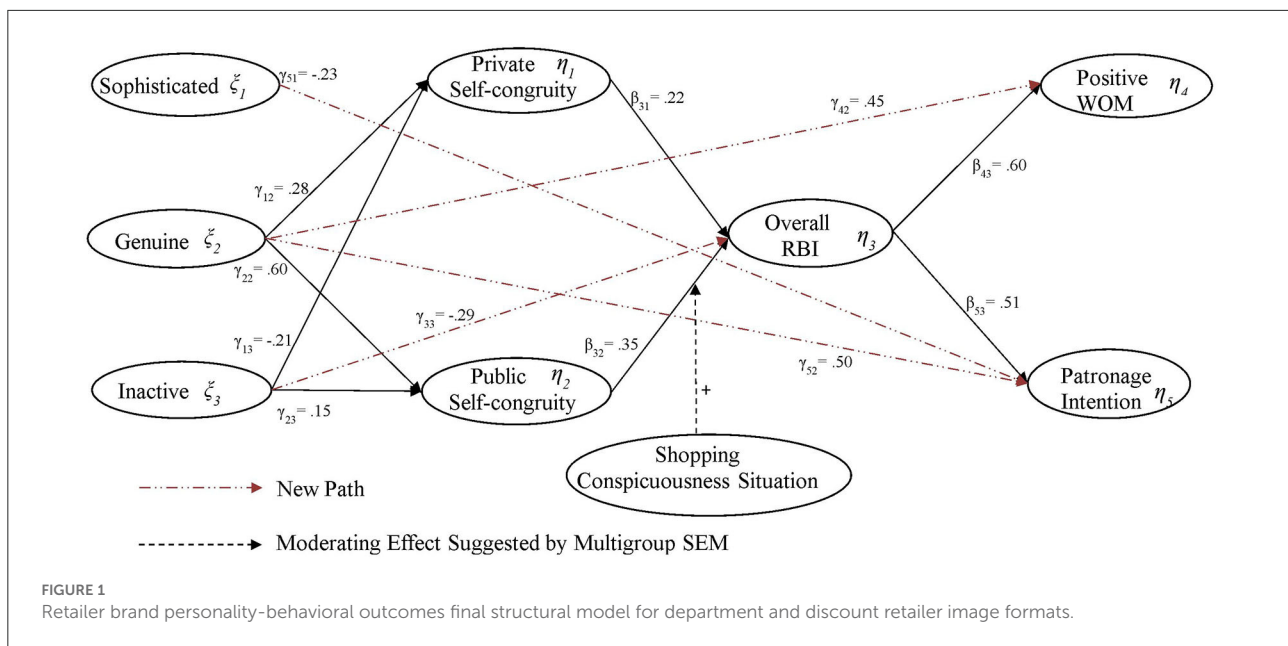 Sophisticated ξ₁
γ₅₁= -.23
Private η₁
Self-congruity
β₃₁= .22
γ₄₂= .45
Positive η₄
WOM
γ₁₂= .28
β₄₃= .60
Genuine ξ₂
Overall η₃
RBI
γ₂₂= .60
γ₃₃= -.29
β₅₃= .51
γ₁₃= -.21
β₃₂= .35
γ₅₂= .50
Inactive ξ₃
γ₂₃= .15
Public η₂
Self-congruity
+
Patronage
Intention η₅
Shopping
Conspicuousness Situation
New Path
Moderating Effect Suggested by Multigroup SEM
FIGURE 1
Retailer brand personality-behavioral outcomes final structural model for department and discount retailer image formats.